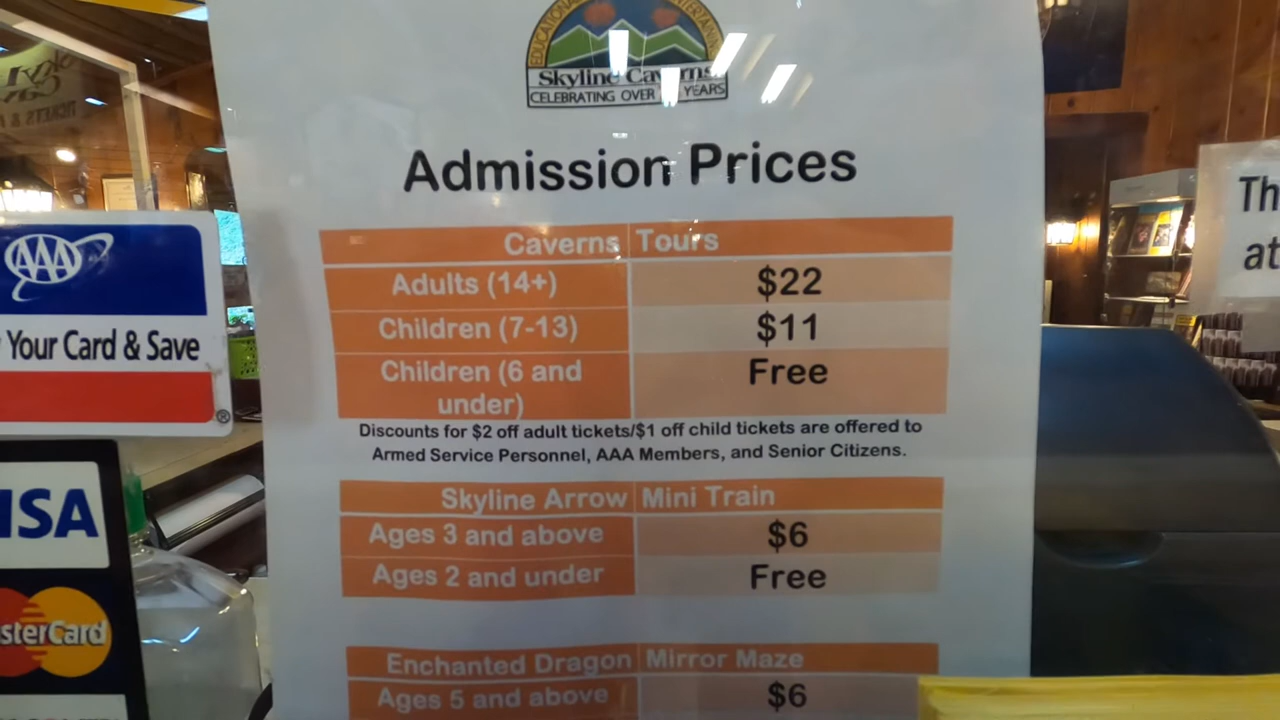 EDUCATIONAL
Skyline Caverns
CELEBRATING OVER YEARS
Admission Prices
Caverns Tours
Adults (14+) $22
Children (7-13) $11
Children (6 and under) Free
Discounts for $2 off adult tickets/$1 off child tickets are offered to
Armed Service Personnel, AAA Members, and Senior Citizens.
Skyline Arrow Mini Train
Ages 3 and above $6
Ages 2 and under Free
Enchanted Dragon Mirror Maze
Ages 5 and above $6
AAA
Your Card & Save
®
VISA
MasterCard
Th
at